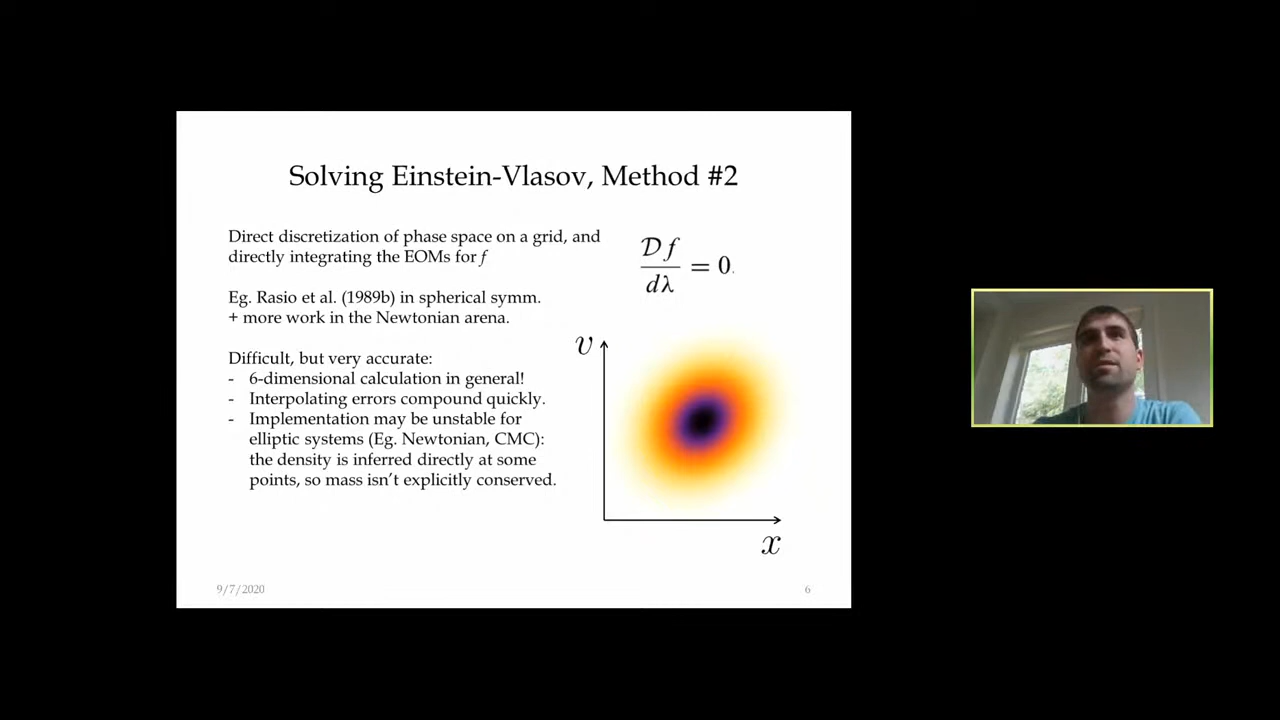 Solving Einstein-Vlasov, Method #2
Direct discretization of phase space on a grid, and
directly integrating the EOMs for f
Eg. Rasio et al. (1989b) in spherical symm.
+ more work in the Newtonian arena.
Difficult, but very accurate:
- 6-dimensional calculation in general!
- Interpolating errors compound quickly.
- Implementation may be unstable for
elliptic systems (Eg. Newtonian, CMC):
the density is inferred directly at some
points, so mass isn't explicitly conserved.
𝒟f/dλ = 0.
v
x
9/7/2020
6